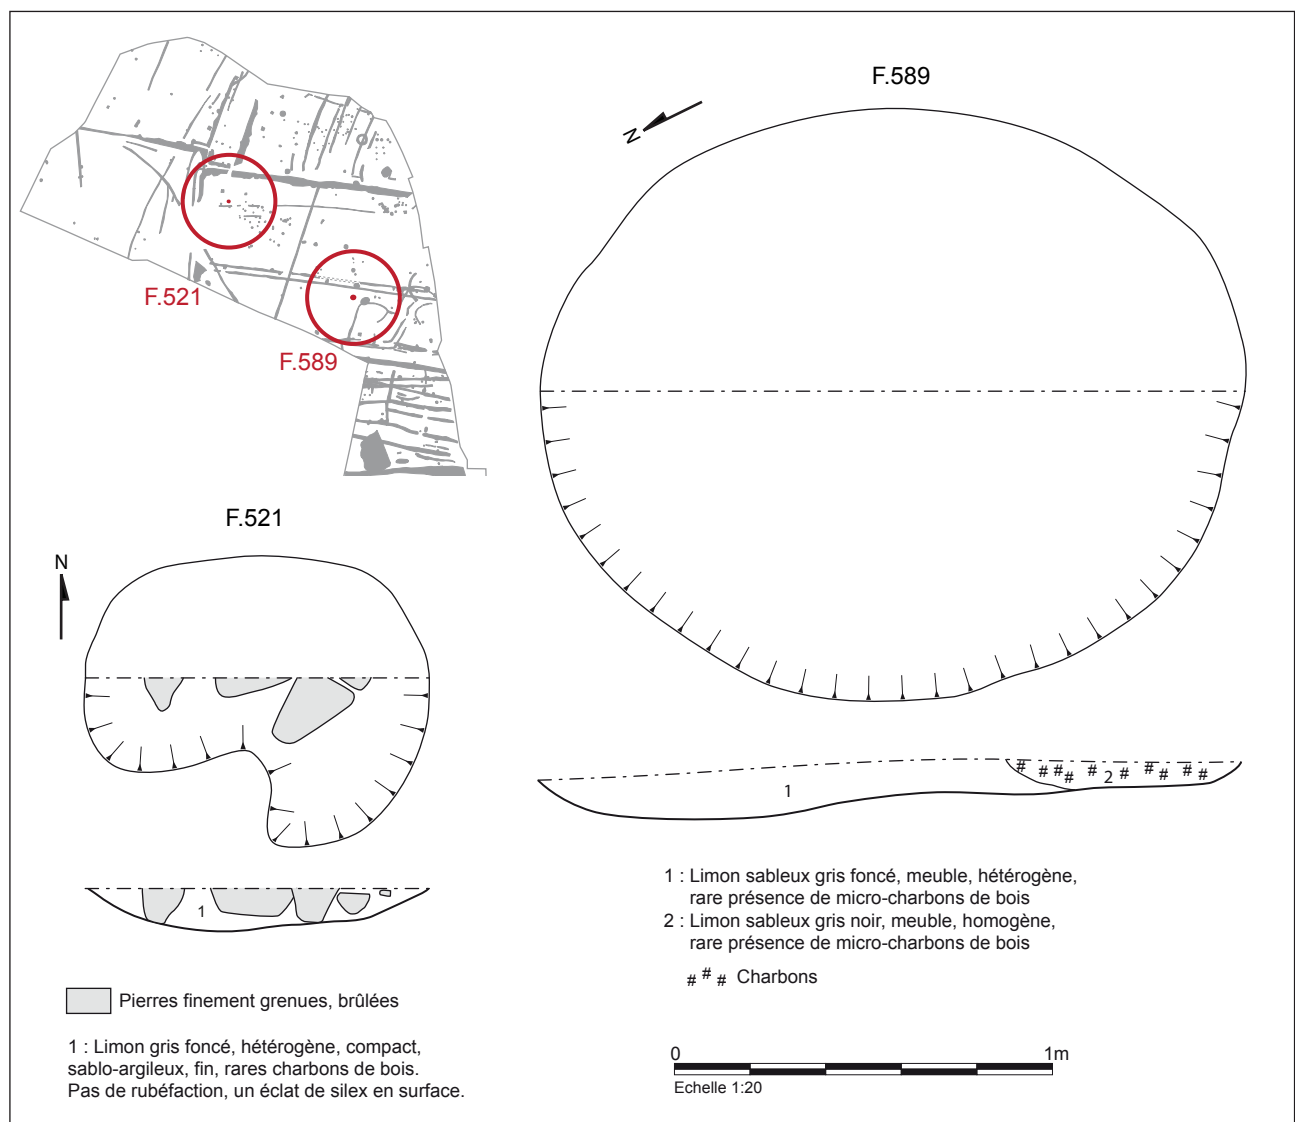 F.589
N
F.521
F.589
F.521
N
1
1
2
1 : Limon sableux gris foncé, meuble, hétérogène,
rare présence de micro-charbons de bois
2 : Limon sableux gris noir, meuble, homogène,
rare présence de micro-charbons de bois
# # # Charbons
Pierres finement grenues, brûlées
1 : Limon gris foncé, hétérogène, compact,
sablo-argileux, fin, rares charbons de bois.
Pas de rubéfaction, un éclat de silex en surface.
0 1m
Echelle 1:20